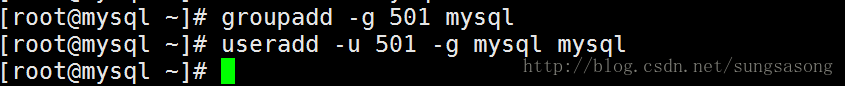 [root@mysql ~]# groupadd -g 501 mysql
[root@mysql ~]# useradd -u 501 -g mysql mysql
[root@mysql ~]#
http://blog.csdn.net/sungsasong